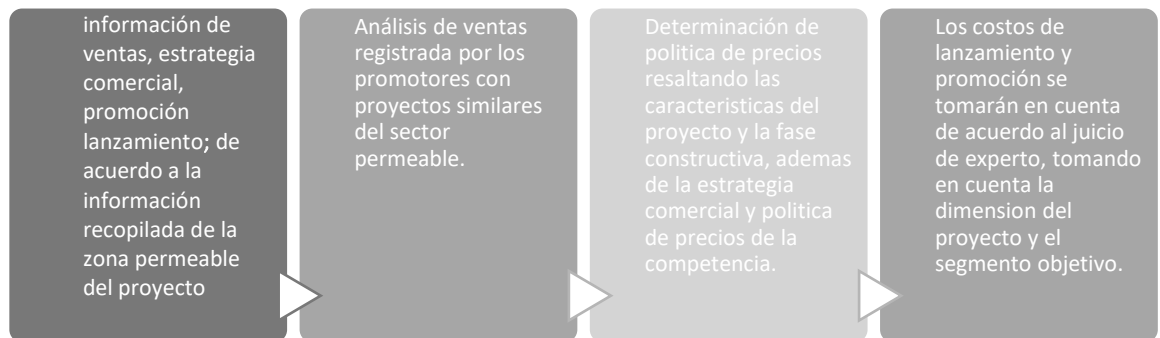 información de
ventas, estrategia
comercial,
promoción
lanzamiento; de
acuerdo a la
información
recopilada de la
zona permeable
del proyecto
Análisis de ventas
registrada por los
promotores con
proyectos similares
del sector
permeable.
Determinación de
politica de precios
resaltando las
caracteristicas del
proyecto y la fase
constructiva, ademas
de la estrategia
comercial y politica
de precios de la
competencia.
Los costos de
lanzamiento y
promoción se
tomarán en cuenta
de acuerdo al juicio
de experto, tomando
en cuenta la
dimension del
proyecto y el
segmento objetivo.